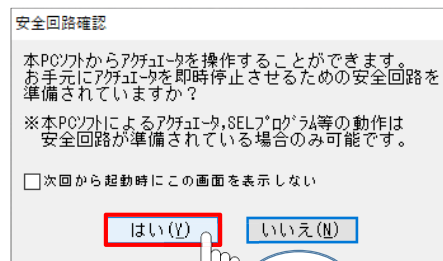 安全回路確認
本PCｿﾌﾄからｱｸﾁｭｴｰﾀを操作することができます。
お手元にｱｸﾁｭｴｰﾀを即時停止させるための安全回路を
準備されていますか？
※本PCｿﾌﾄによるｱｸﾁｭｴｰﾀ,SELﾌﾟﾛｸﾞﾗﾑ等の動作は
安全回路が準備されている場合のみ可能です。
次回から起動時にこの画面を表示しない
はい(Y) いいえ(N)